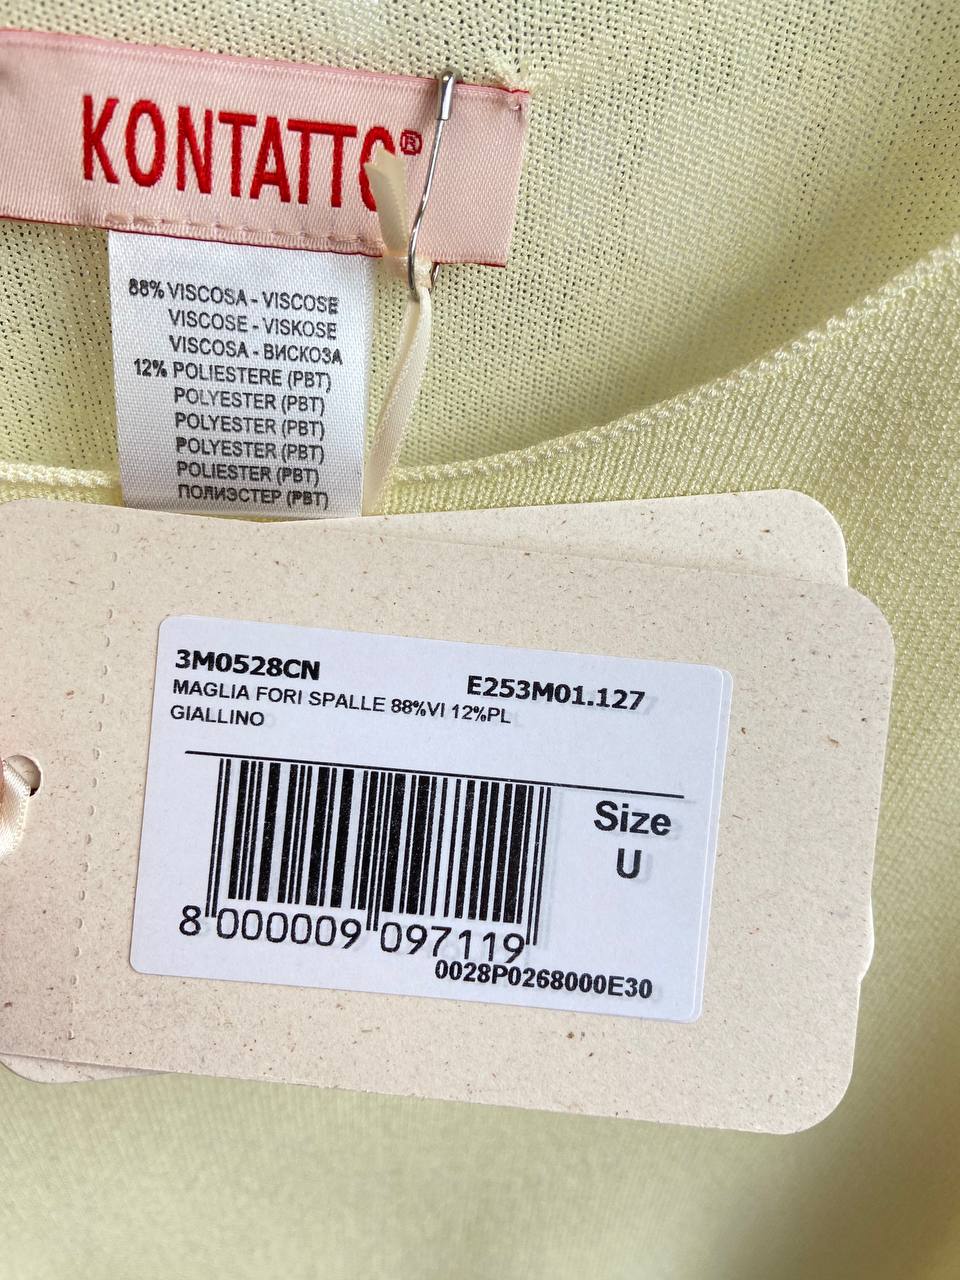 KONTATTO®
88% VISCOSA - VISCOSE
VISCOSE - VISKOSE
VISCOSA - ВИСКОЗА
12% POLIESTERE (PBT)
POLYESTER (PBT)
POLYESTER (PBT)
POLYESTER (PBT)
POLIESTER (PBT)
ПОЛИЭСТЕР (PBT)
3M0528CN
E253M01.127
MAGLIA FORI SPALLE 88%VI 12%PL
GIALLINO
Size
U
8 000009 097119
0028P0268000E30